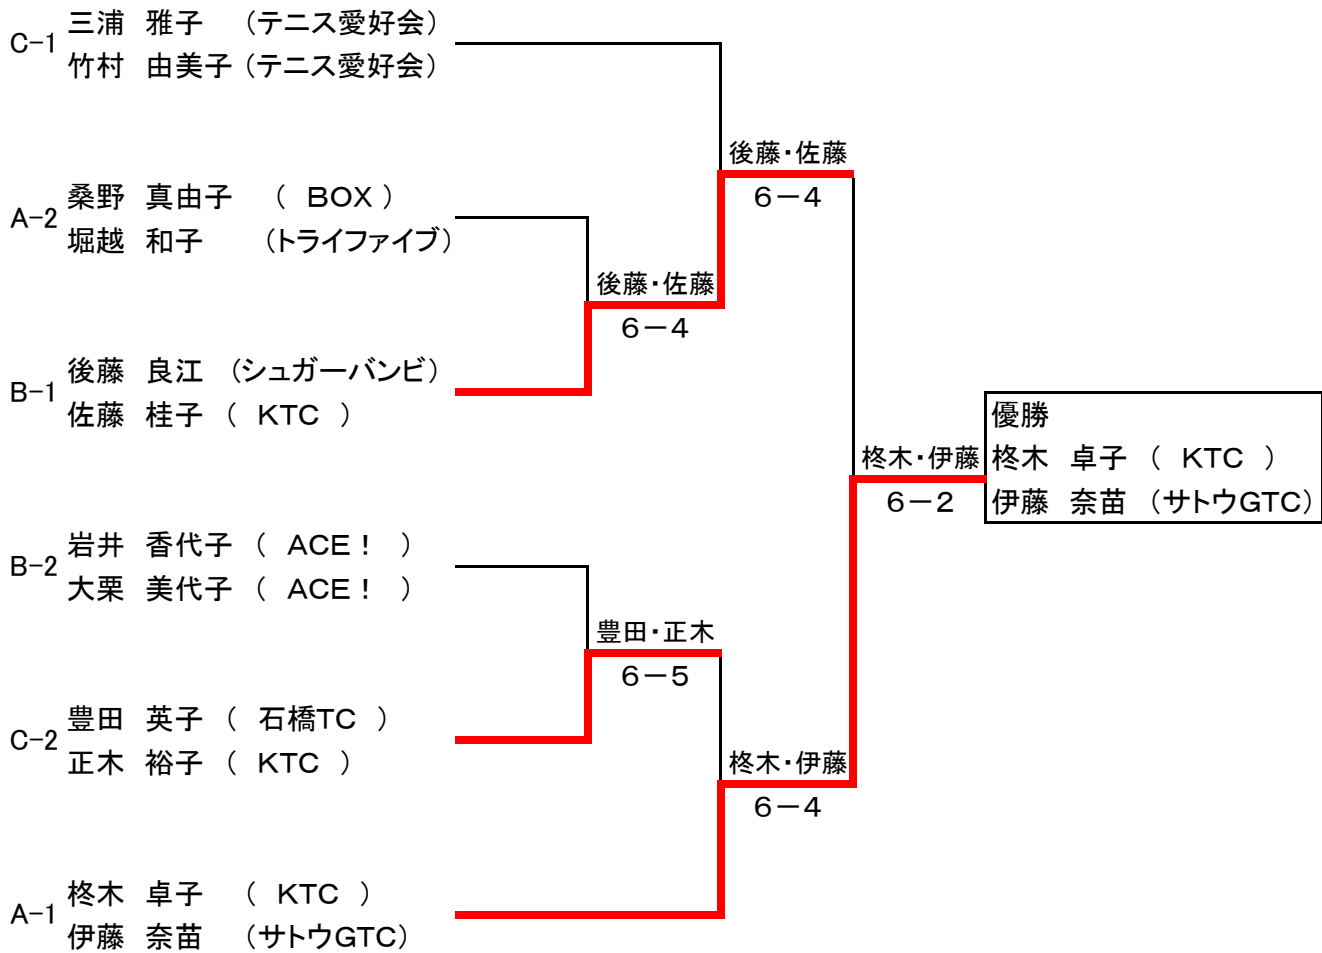 C-1
三浦　雅子　（テニス愛好会）
竹村　由美子（テニス愛好会）
後藤・佐藤
6－4
A-2
桑野　真由子　（　BOX　）
堀越　和子　　（トライファイブ）
後藤・佐藤
6－4
B-1
後藤　良江　（シュガーバンビ）
佐藤　桂子（　KTC　）
優勝
柊木・伊藤
柊木　卓子（　KTC　）
6－2
伊藤　奈苗　（サトウGTC）
B-2
岩井　香代子（　ACE！　）
大栗　美代子（　ACE！　）
豊田・正木
6－5
C-2
豊田　英子（　石橋TC　）
正木　裕子（　KTC　）
柊木・伊藤
6－4
A-1
柊木　卓子　（　KTC　）
伊藤　奈苗　（サトウGTC）